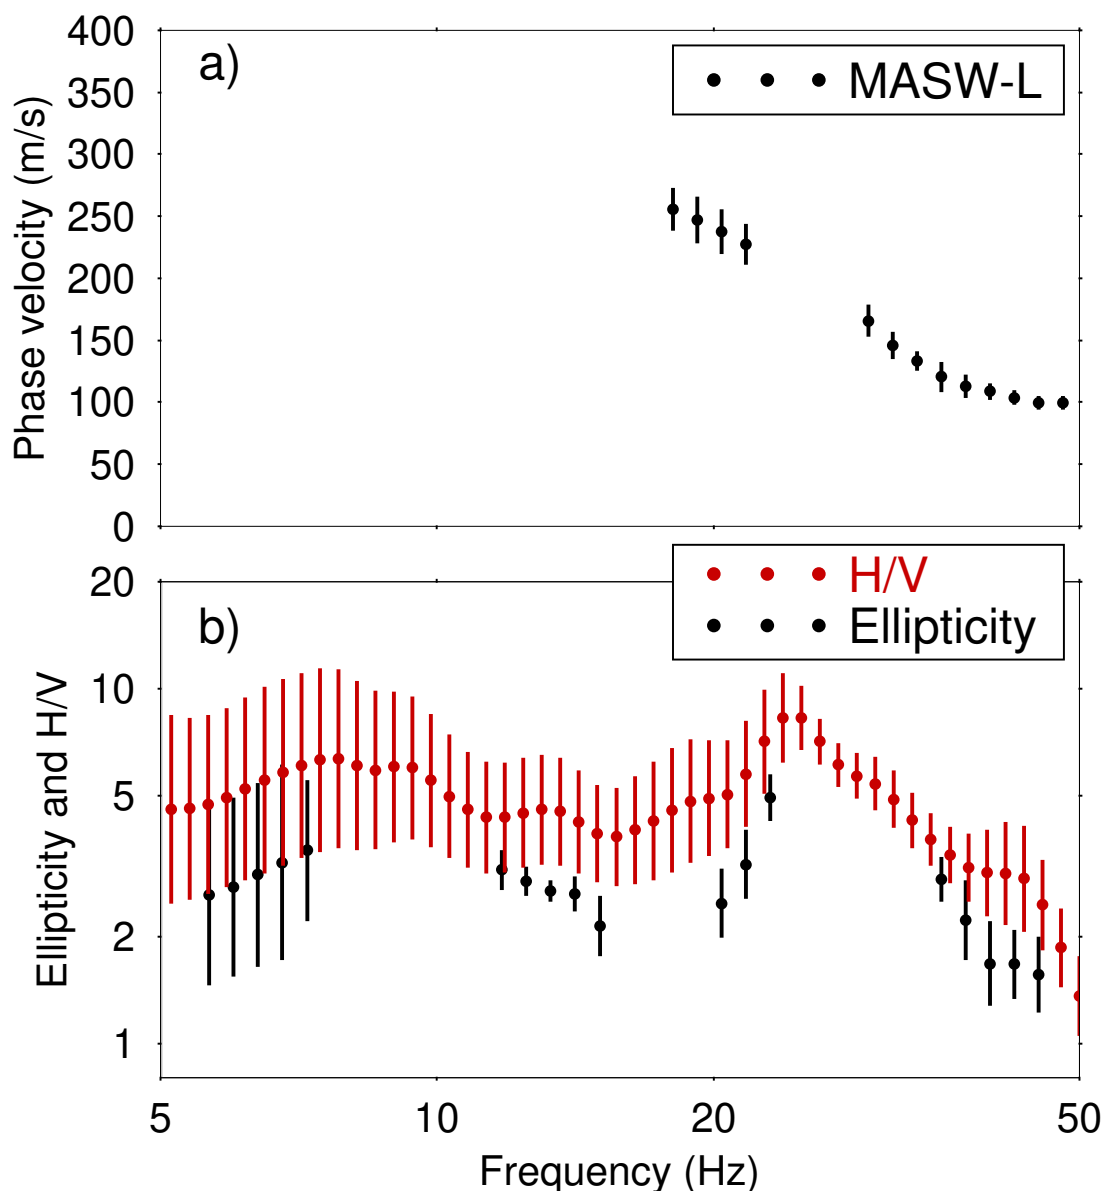 400
a)
MASW-L
350
300
250
200
150
100
50
0
Phase velocity (m/s)
H/V
Ellipticity
20
b)
10
5
2
1
Ellipticity and H/V
5 10 20 50
Frequency (Hz)